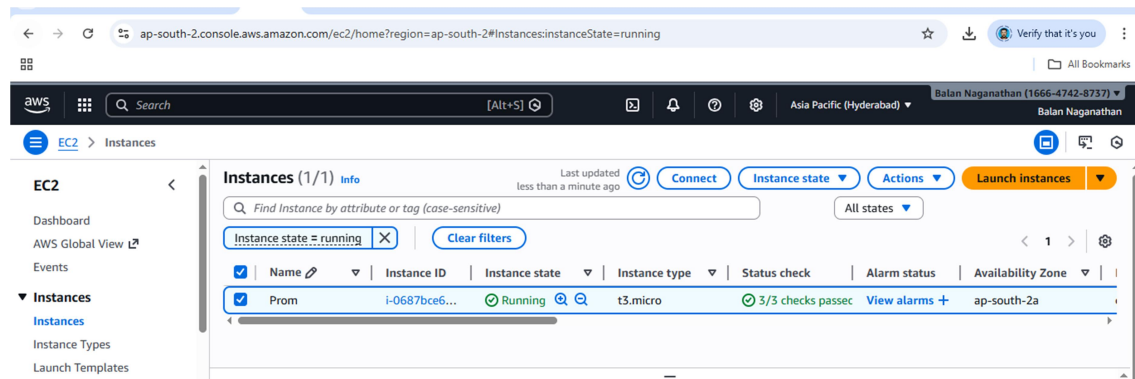 ap-south-2.console.aws.amazon.com/ec2/home?region=ap-south-2#Instances:instanceState=running
Verify that it's you
All Bookmarks
aws
Search
[Alt+S]
Asia Pacific (Hyderabad) ▼
Balan Naganathan (1666-4742-8737) ▼
Balan Naganathan
EC2 > Instances
EC2
Dashboard
AWS Global View
Events
▼ Instances
Instances
Instance Types
Launch Templates
Instances (1/1) Info
Last updated
less than a minute ago
Connect
Instance state ▼
Actions ▼
Launch instances ▼
Find Instance by attribute or tag (case-sensitive)
All states ▼
Instance state = running X
Clear filters
< 1 >
Name Instance ID Instance state Instance type Status check Alarm status Availability Zone
Prom i-0687bce6... Running t3.micro 3/3 checks passec View alarms + ap-south-2a